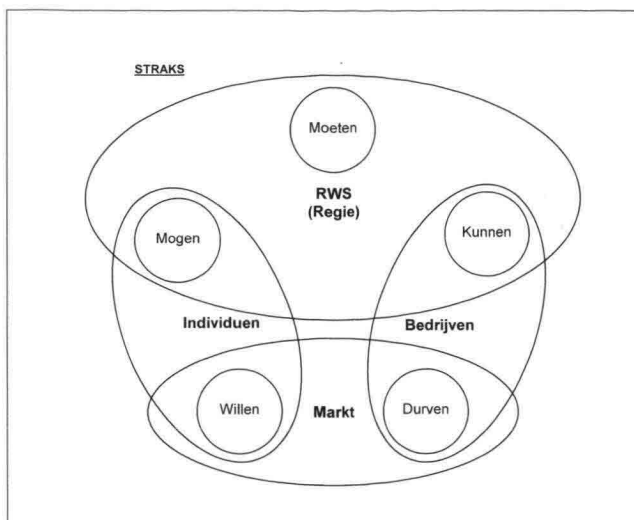 STRAKS
Moeten
RWS
(Regie)
Mogen
Kunnen
Individuen
Bedrijven
Willen
Markt
Durven